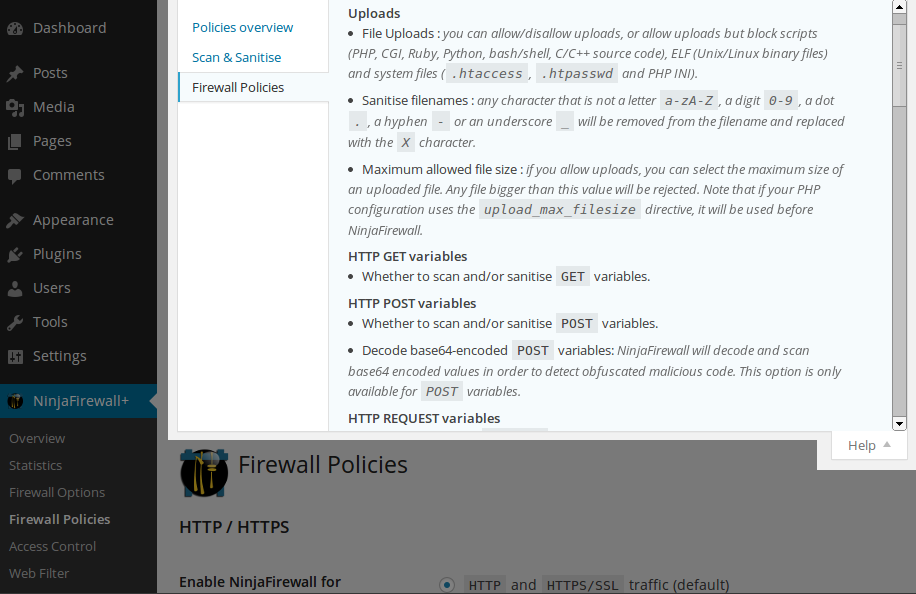 Dashboard
Posts
Media
Pages
Comments
Appearance
Plugins
Users
Tools
Settings
NinjaFirewall+
Overview
Statistics
Firewall Options
Firewall Policies
Access Control
Web Filter
Policies overview
Scan & Sanitise
Firewall Policies
Uploads
• File Uploads : you can allow/disallow uploads, or allow uploads but block scripts
(PHP, CGI, Ruby, Python, bash/shell, C/C++ source code), ELF (Unix/Linux binary files)
and system files ( .htaccess , .htpasswd and PHP INI).
• Sanitise filenames : any character that is not a letter a-zA-Z , a digit 0-9 , a dot
. , a hyphen - or an underscore _ will be removed from the filename and replaced
with the X character.
• Maximum allowed file size : if you allow uploads, you can select the maximum size of
an uploaded file. Any file bigger than this value will be rejected. Note that if your PHP
configuration uses the upload_max_filesize directive, it will be used before
NinjaFirewall.
HTTP GET variables
• Whether to scan and/or sanitise GET variables.
HTTP POST variables
• Whether to scan and/or sanitise POST variables.
• Decode base64-encoded POST variables: NinjaFirewall will decode and scan
base64 encoded values in order to detect obfuscated malicious code. This option is only
available for POST variables.
HTTP REQUEST variables
Help
Firewall Policies
HTTP / HTTPS
Enable NinjaFirewall for
HTTP and HTTPS/SSL traffic (default)